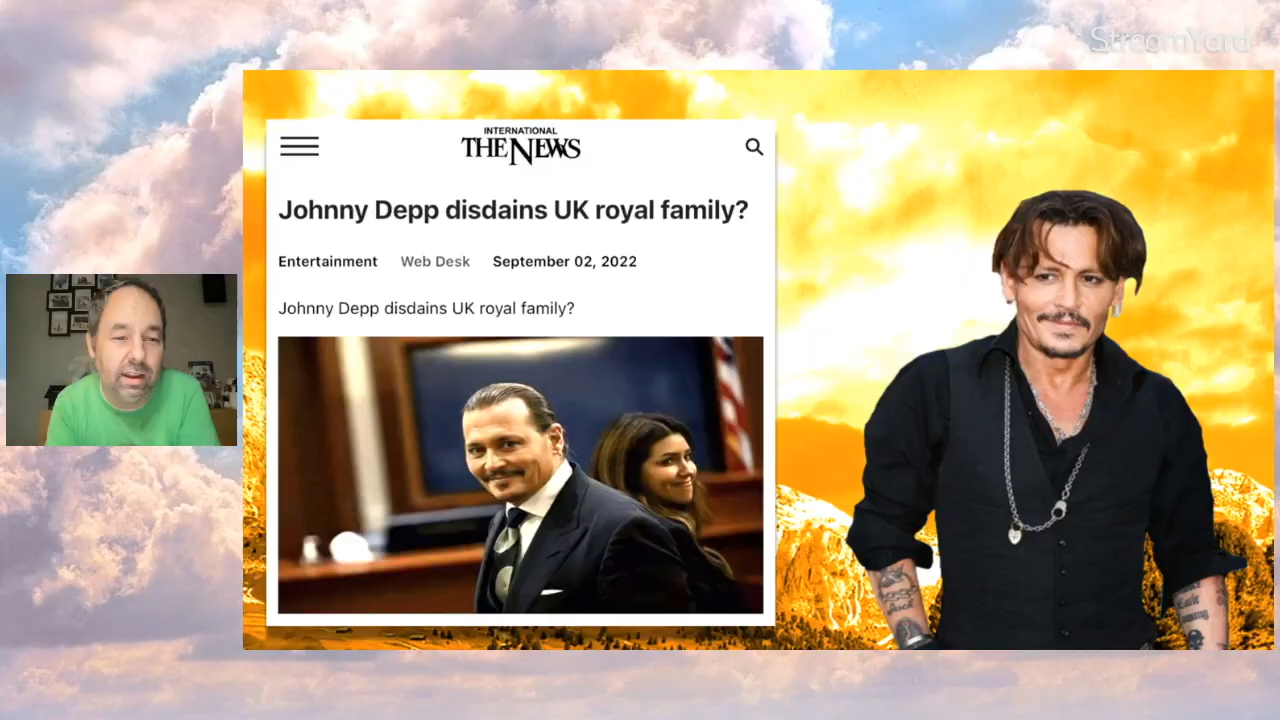 StreamYard
INTERNATIONAL
THE NEWS
Johnny Depp disdains UK royal family?
Entertainment Web Desk September 02, 2022
Johnny Depp disdains UK royal family?
Jack